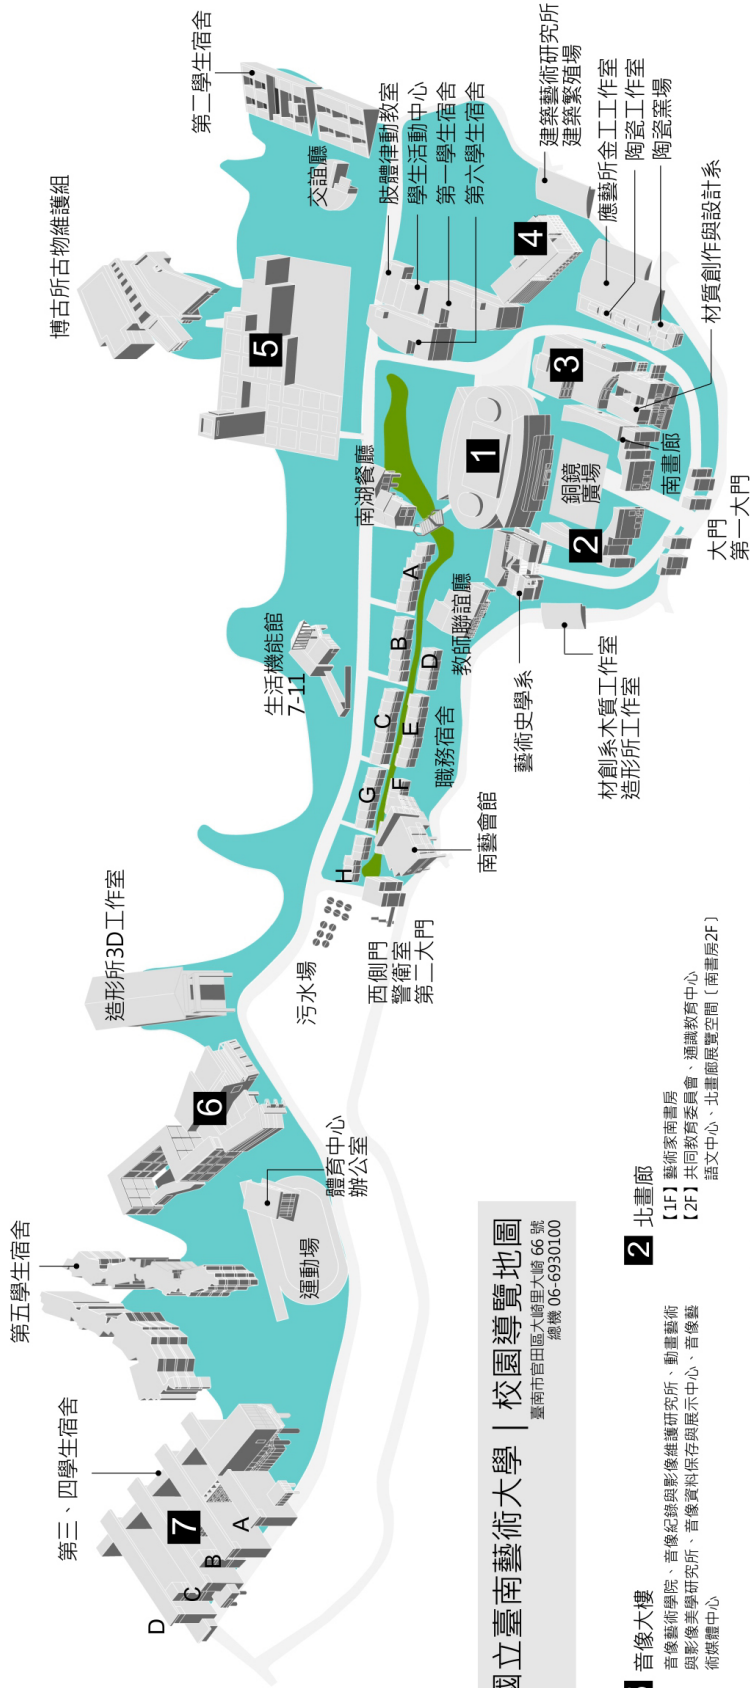 第三、四學生宿舍
第五學生宿舍
7
A
B
C
D
6
造形所3D工作室
運動場
體育中心
辦公室
污水場
西側門
警衛室
第二大門
博古所古物維護組
第二學生宿舍
交誼廳
5
生活機能館
7-11
南湖餐廳
肢體律動教室
學生活動中心
第一學生宿舍
第六學生宿舍
4
建築藝術研究所
建築繁殖場
應藝所金工工作室
陶瓷工作室
陶瓷窯場
材質創作與設計系
3
1
銅鏡
廣場
2
南畫廊
大門
第一大門
H
G
C
B
A
F
E
D
教師聯誼廳
職務宿舍
南藝會館
藝術史學系
材創系木質工作室
造形所工作室
國立臺南藝術大學│校園導覽地圖
臺南市官田區大崎里大崎 66 號
總機 06-6930100
音像大樓
音像藝術學院、音像紀錄與影像維護研究所、動畫藝術
與影像美學研究所、音像資料保存與展示中心、音像藝
術媒體中心
2 北畫廊
【1F】藝術家南書房
【2F】共同教育委員會、通識教育中心
語文中心、北畫廊展覽空間〔南書房2F〕